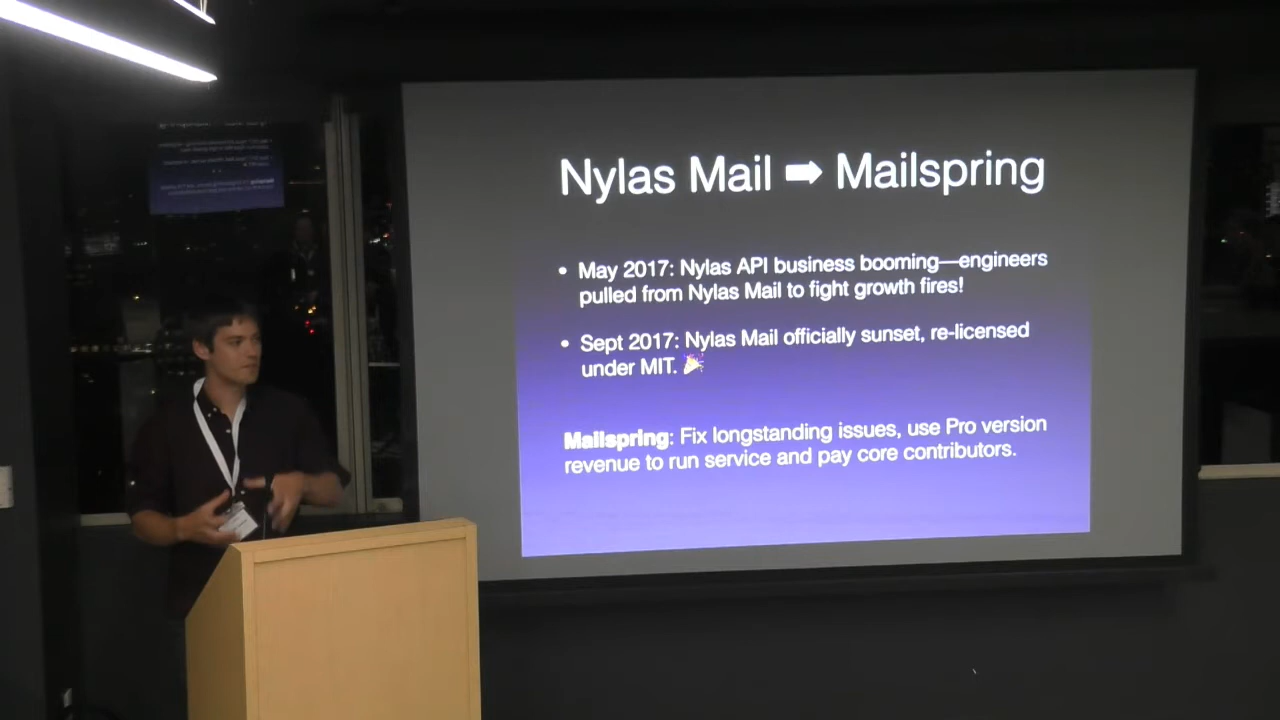 Nylas Mail ➡ Mailspring
• May 2017: Nylas API business booming—engineers
pulled from Nylas Mail to fight growth fires!
• Sept 2017: Nylas Mail officially sunset, re-licensed
under MIT. 🎉
Mailspring: Fix longstanding issues, use Pro version
revenue to run service and pay core contributors.